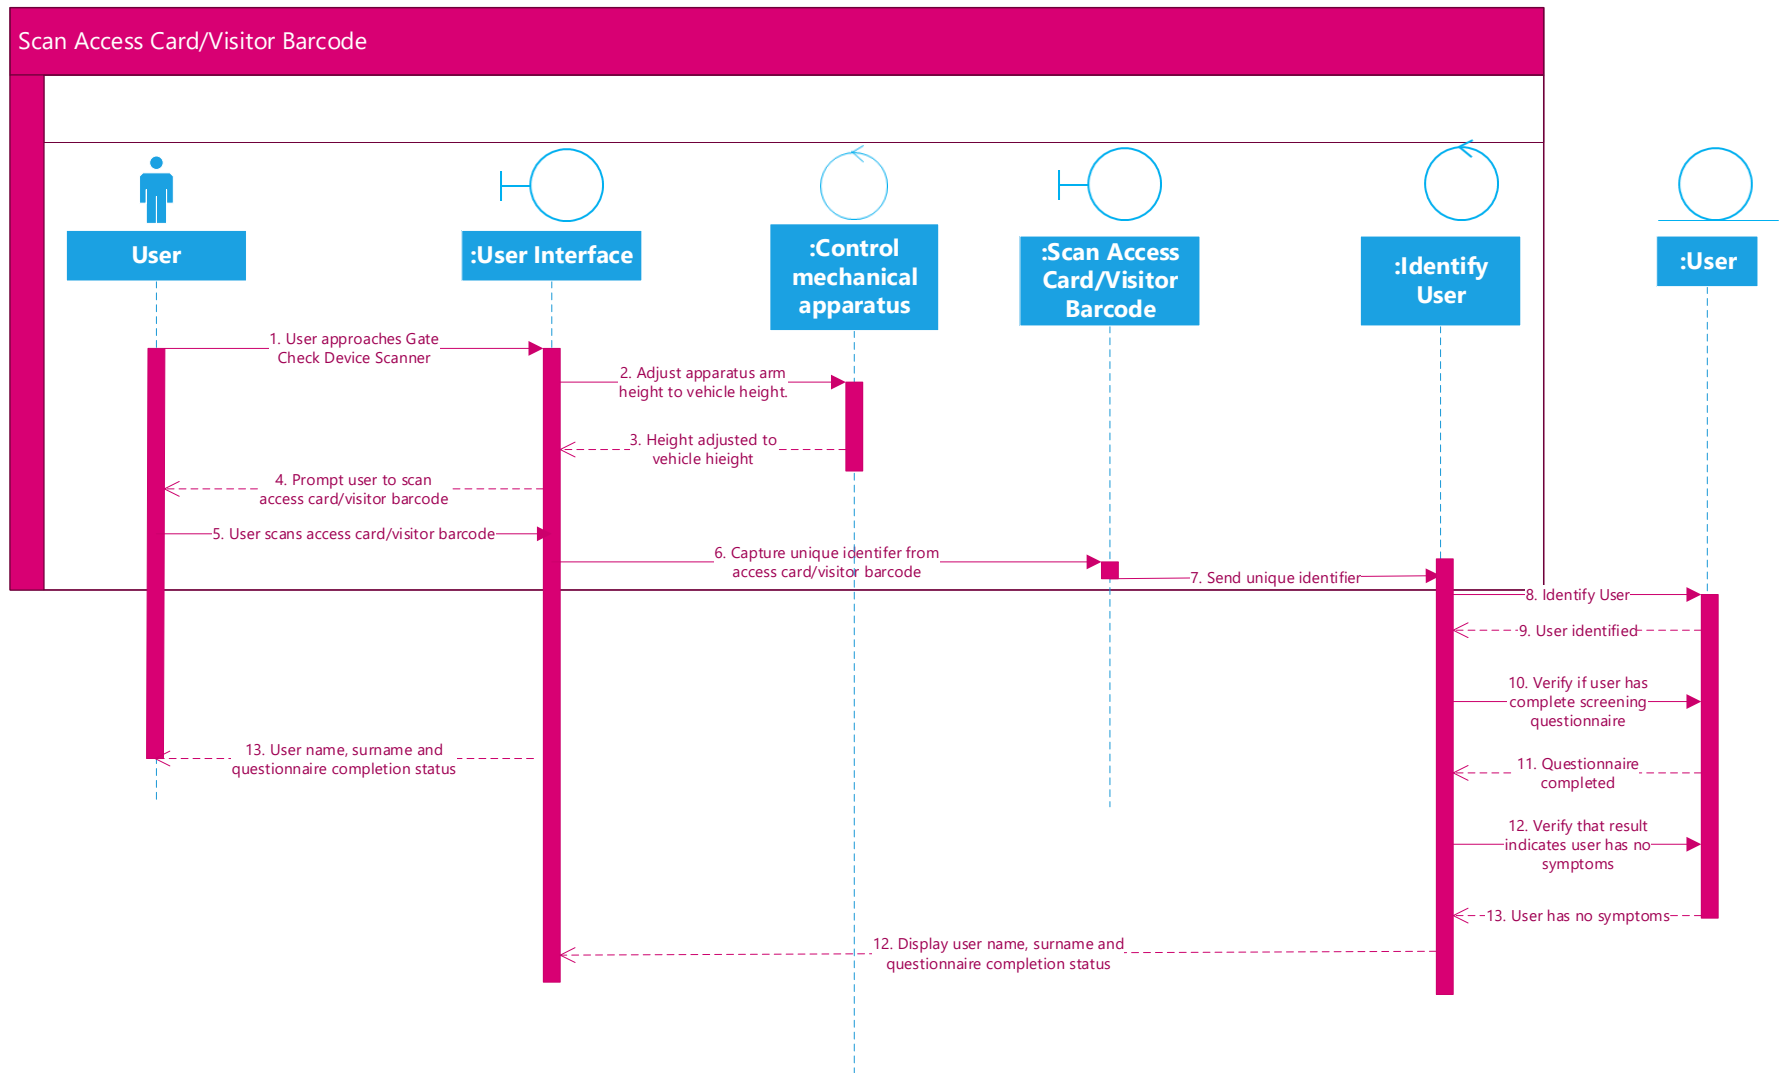 Scan Access Card/Visitor Barcode
User
:User Interface
:Control
mechanical
apparatus
:Scan Access
Card/Visitor
Barcode
:Identify
User
:User
1. User approaches Gate
Check Device Scanner
2. Adjust apparatus arm
height to vehicle height.
3. Height adjusted to
vehicle hieight
4. Prompt user to scan
access card/visitor barcode
5. User scans access card/visitor barcode
6. Capture unique identifer from
access card/visitor barcode
7. Send unique identifier
8. Identify User
9. User identified
10. Verify if user has
complete screening
questionnaire
13. User name, surname and
questionnaire completion status
11. Questionnaire
completed
12. Verify that result
indicates user has no
symptoms
13. User has no symptoms
12. Display user name, surname and
questionnaire completion status